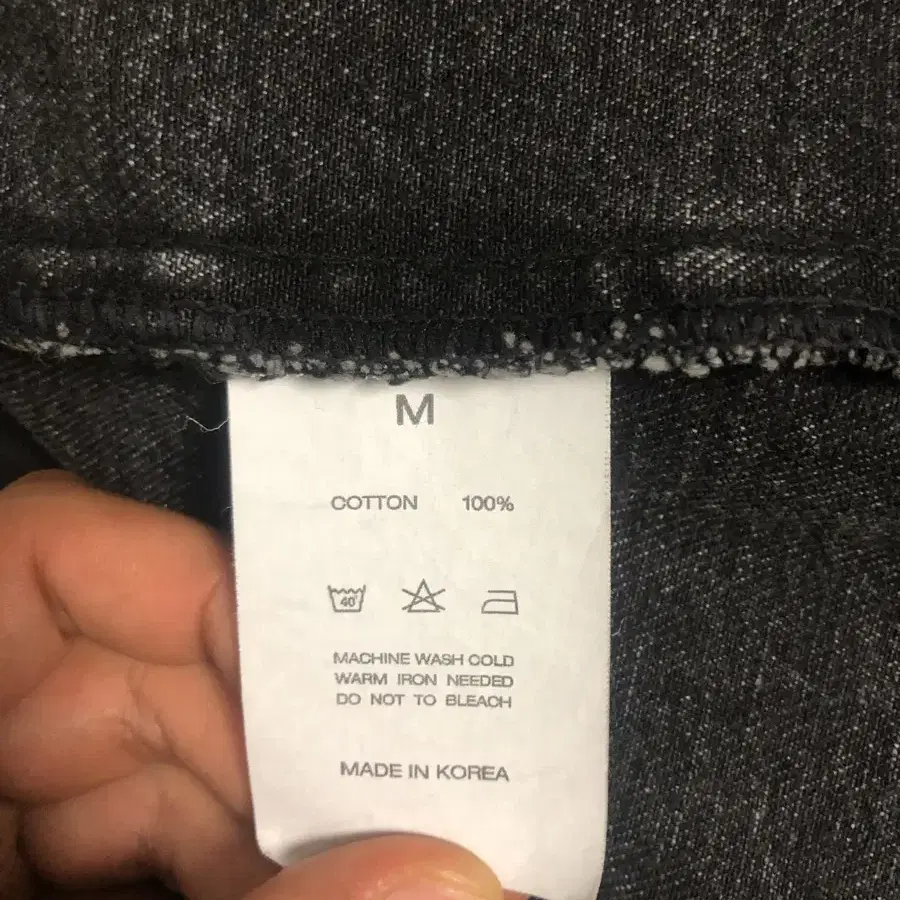 M
COTTON 100%
40°
MACHINE WASH COLD
WARM IRON NEEDED
DO NOT TO BLEACH
MADE IN KOREA